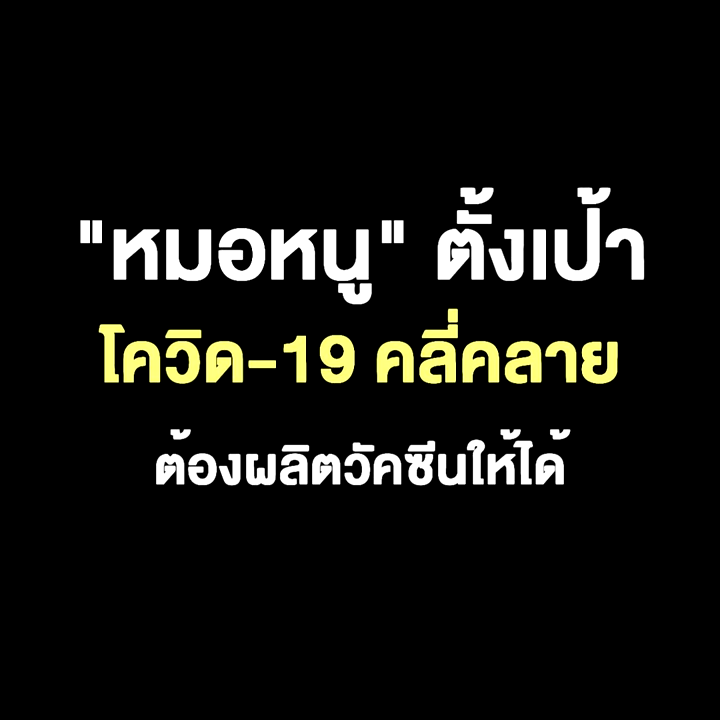 "หมอหนู" ตั้งเป้า
โควิด-19 คลี่คลาย
ต้องผลิตวัคซีนให้ได้